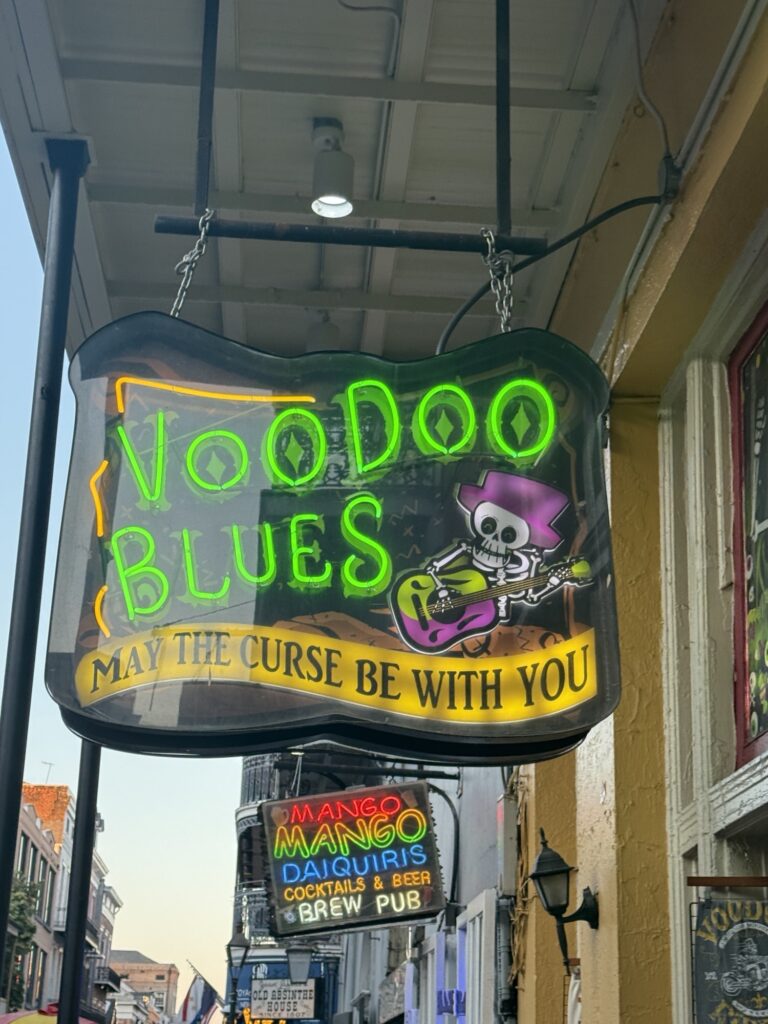 VOODOO
BLUES
MAY THE CURSE BE WITH YOU
MANGO
MANGO
DAIQUIRIS
COCKTAILS & BEER
BREW PUB
OLD ABSINTHE
HOUSE